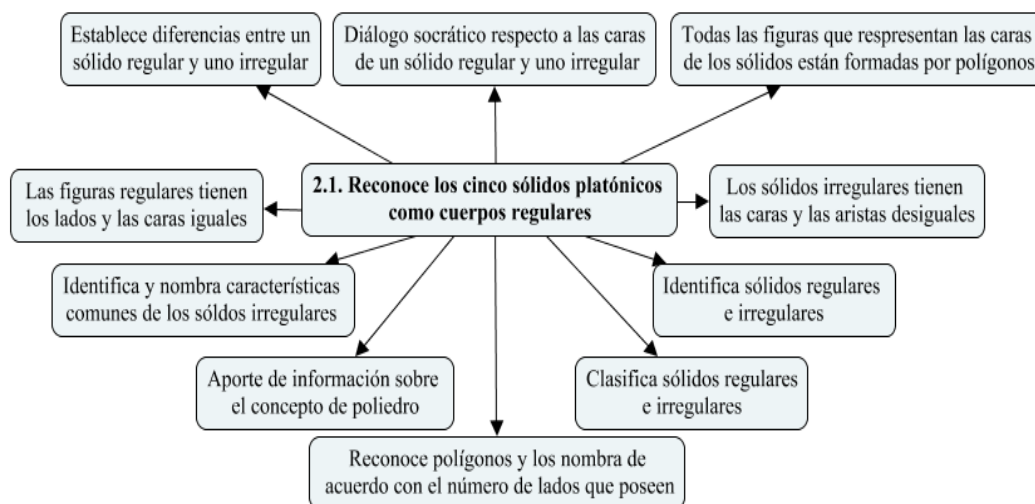 Establece diferencias entre un
sólido regular y uno irregular
Diálogo socrático respecto a las caras
de un sólido regular y uno irregular
Todas las figuras que respresentan las caras
de los sólidos están formadas por polígonos
Las figuras regulares tienen
los lados y las caras iguales
2.1. Reconoce los cinco sólidos platónicos
como cuerpos regulares
Los sólidos irregulares tienen
las caras y las aristas desiguales
Identifica y nombra características
comunes de los sóldos irregulares
Identifica sólidos regulares
e irregulares
Aporte de información sobre
el concepto de poliedro
Clasifica sólidos regulares
e irregulares
Reconoce polígonos y los nombra de
acuerdo con el número de lados que poseen